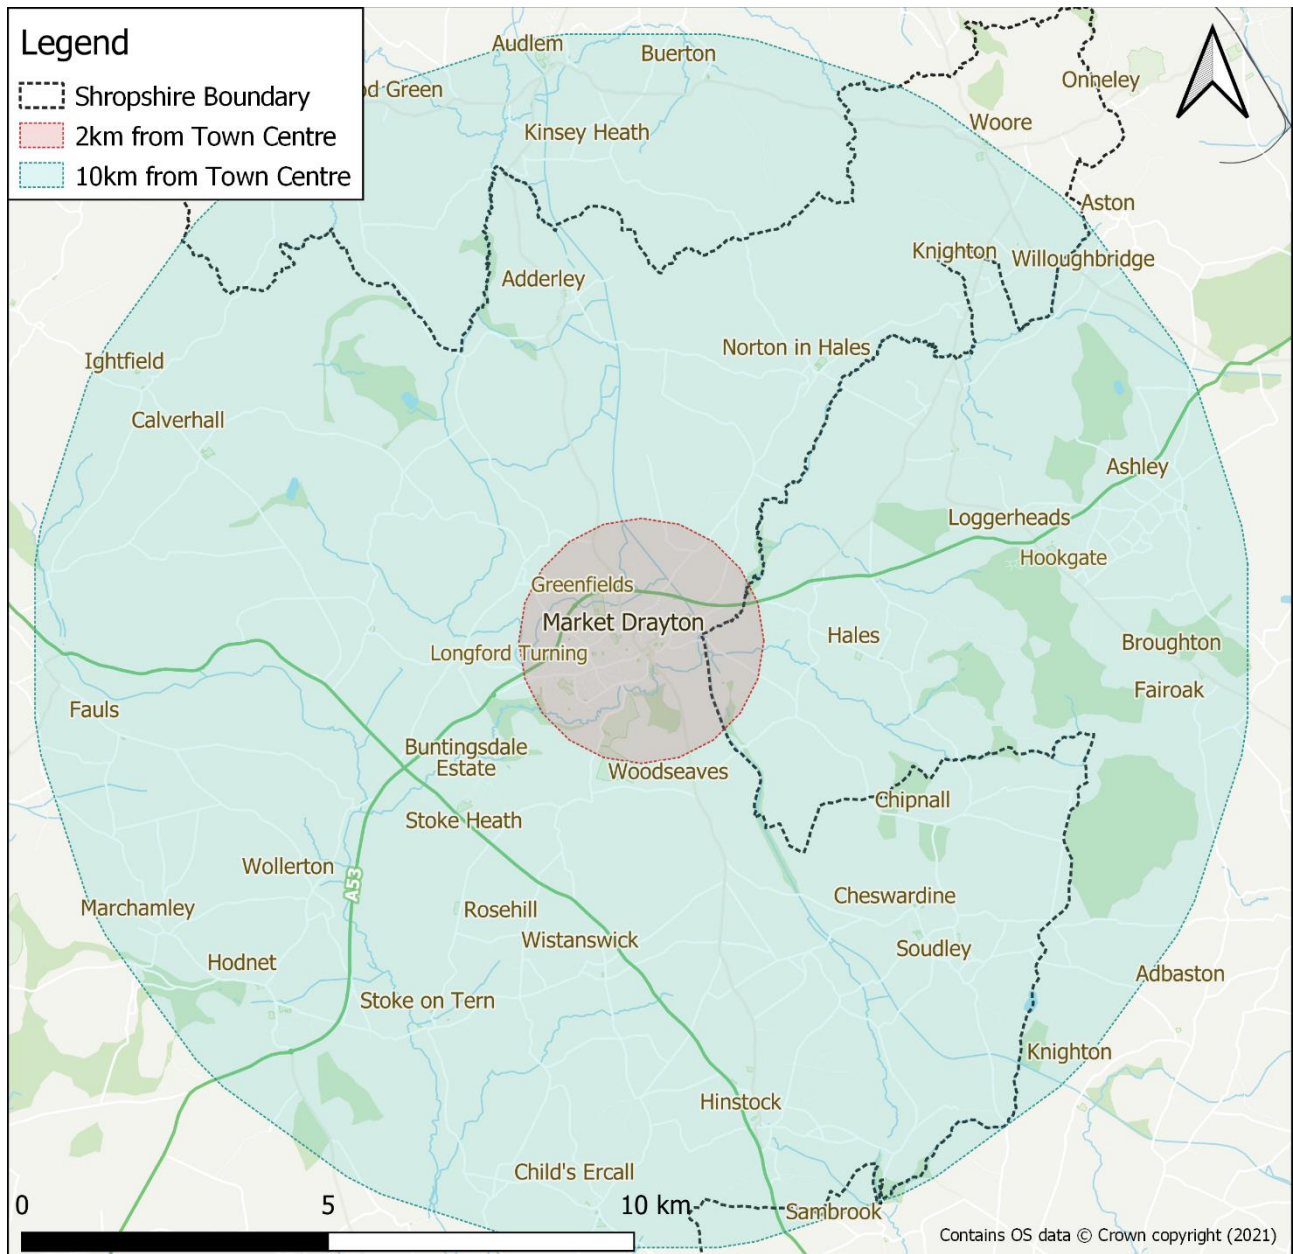 Legend
Shropshire Boundary
2km from Town Centre
10km from Town Centre
Audlem
Buerton
od Green
Onneley
Woore
Kinsey Heath
Aston
Knighton
Willoughbridge
Adderley
Norton in Hales
Ightfield
Calverhall
Ashley
Loggerheads
Hookgate
Greenfields
Market Drayton
Hales
Broughton
Longford Turning
Fairoak
Fauls
Buntingsdale
Estate
Woodseaves
Chipnall
Stoke Heath
Wollerton
A53
Cheswardine
Marchamley
Rosehill
Wistanswick
Soudley
Hodnet
Adbaston
Stoke on Tern
Knighton
Hinstock
Child's Ercall
Sambrook
0 5 10 km
Contains OS data © Crown copyright (2021)